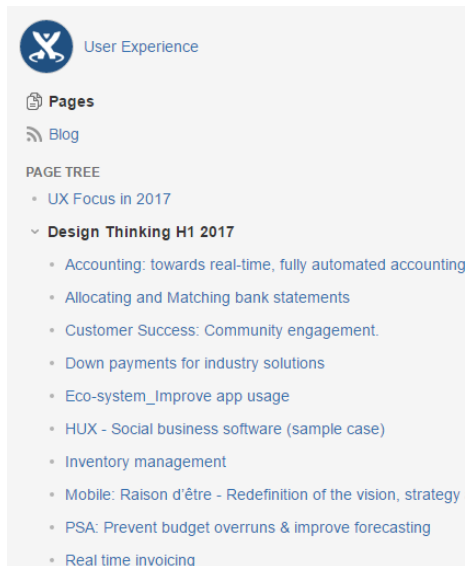 User Experience
Pages
Blog
PAGE TREE
UX Focus in 2017
Design Thinking H1 2017
Accounting: towards real-time, fully automated accounting
Allocating and Matching bank statements
Customer Success: Community engagement.
Down payments for industry solutions
Eco-system_Improve app usage
HUX - Social business software (sample case)
Inventory management
Mobile: Raison d'être - Redefinition of the vision, strategy
PSA: Prevent budget overruns & improve forecasting
Real time invoicing